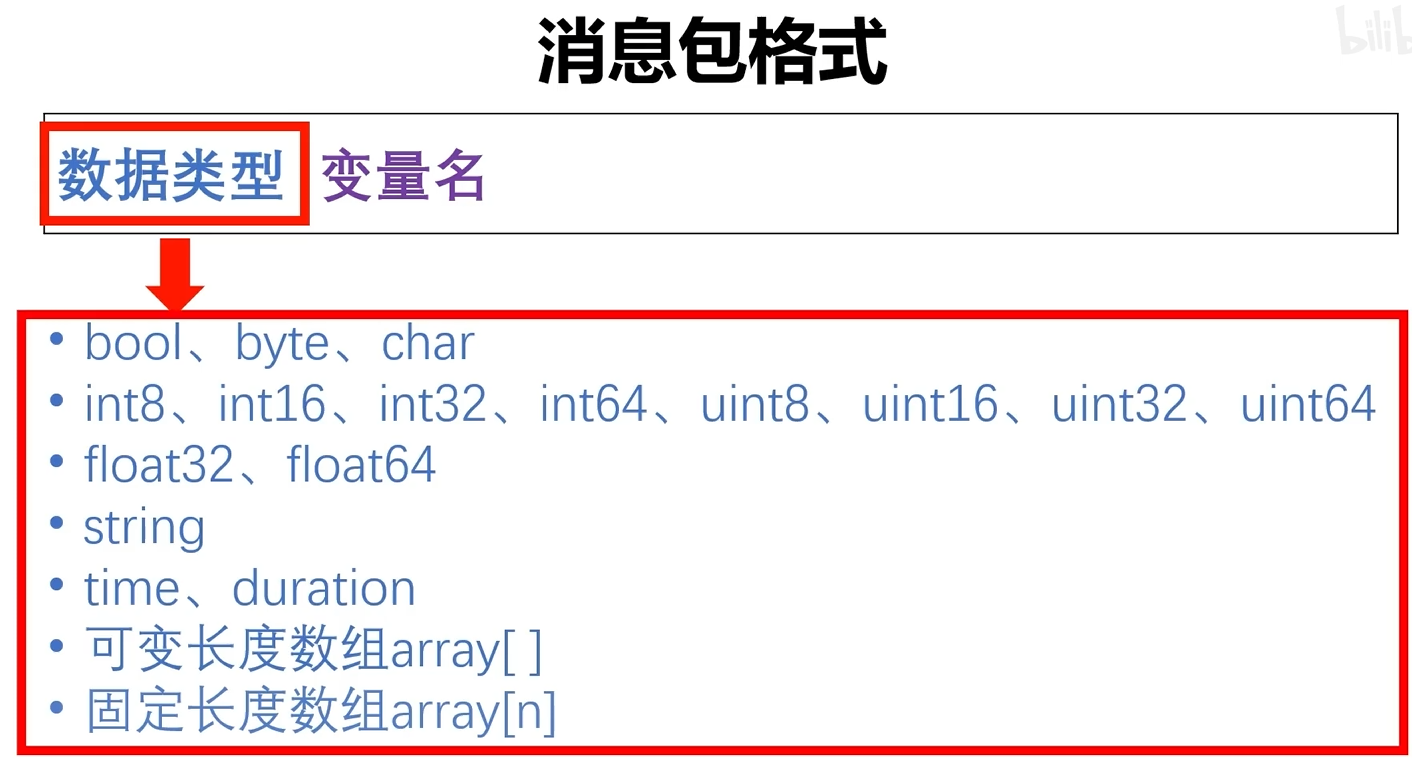 消息包格式
数据类型 变量名
• bool、byte、char
• int8、int16、int32、int64、uint8、uint16、uint32、uint64
• float32、float64
• string
• time、duration
• 可变长度数组array[ ]
• 固定长度数组array[n]